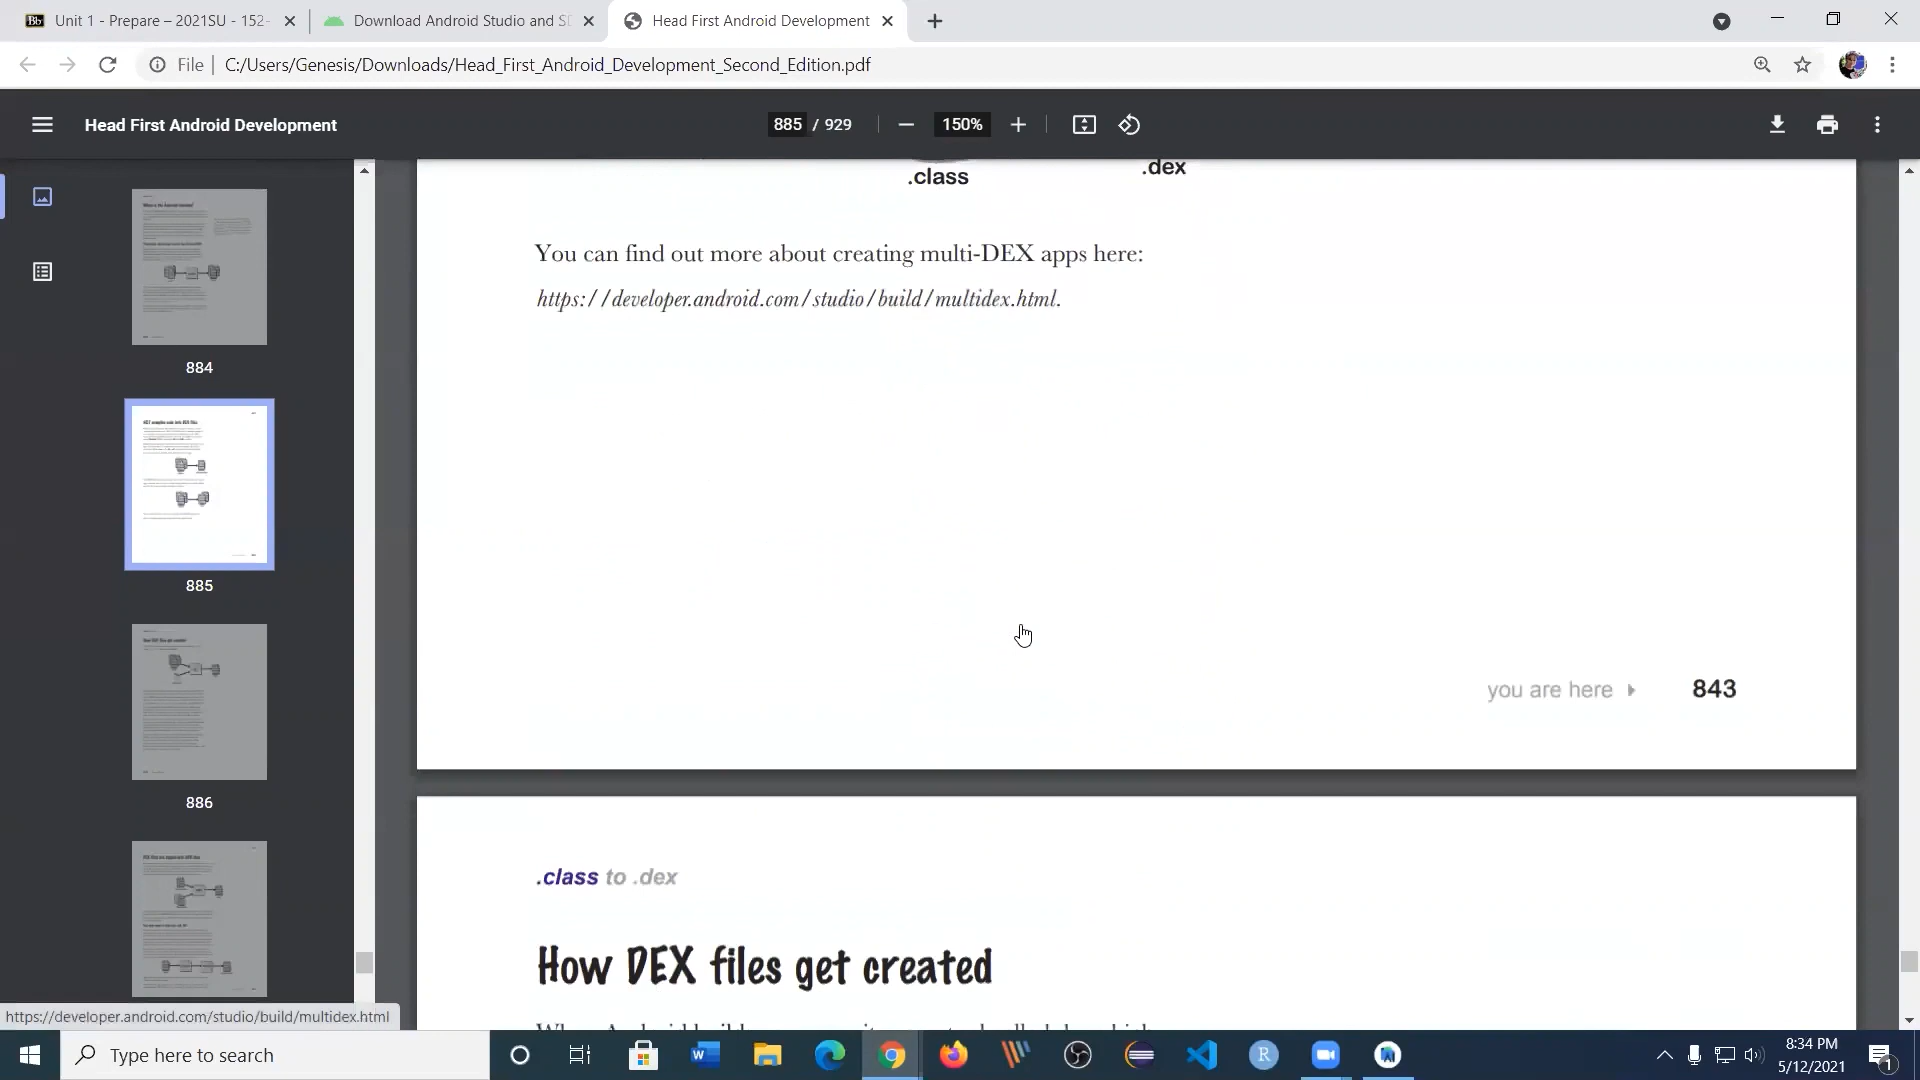 Unit 1 - Prepare – 2021SU - 152-
Download Android Studio and S
Head First Android Development
File
C:/Users/Genesis/Downloads/Head_First_Android_Development_Second_Edition.pdf
Head First Android Development
885 / 929
150%
.class
.dex
You can find out more about creating multi-DEX apps here:
https://developer.android.com/studio/build/multidex.html.
you are here
843
.class to .dex
How DEX files get created
884
885
886
https://developer.android.com/studio/build/multidex.html
Type here to search
8:34 PM
5/12/2021
1